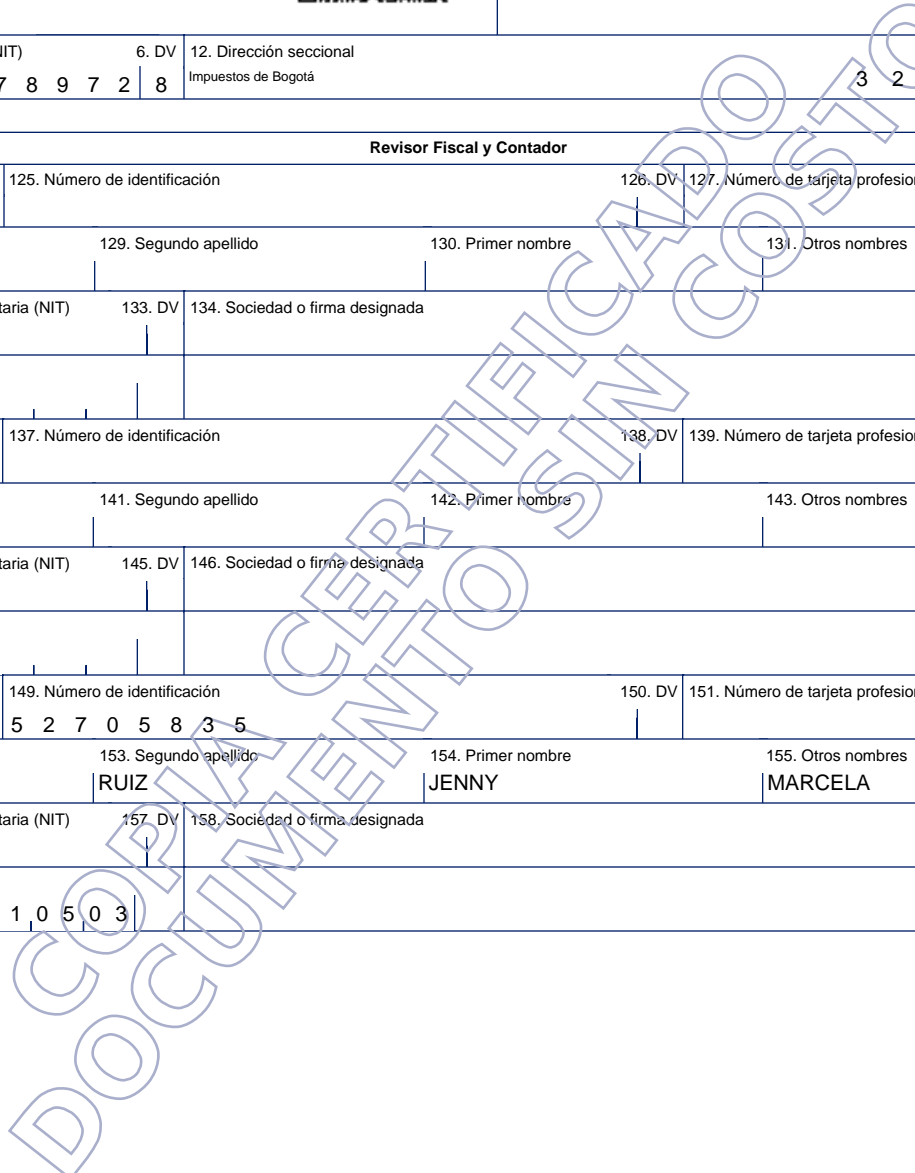 NIT) 6. DV 12. Dirección seccional
7 8 9 7 2 8 Impuestos de Bogotá 3 2
Revisor Fiscal y Contador
125. Número de identificación 126. DV 127. Número de tarjeta profesion
129. Segundo apellido 130. Primer nombre 131. Otros nombres
taria (NIT) 133. DV 134. Sociedad o firma designada
137. Número de identificación 138. DV 139. Número de tarjeta profesion
141. Segundo apellido 142. Primer nombre 143. Otros nombres
taria (NIT) 145. DV 146. Sociedad o firma designada
149. Número de identificación 150. DV 151. Número de tarjeta profesion
5 2 7 0 5 8 3 5
153. Segundo apellido 154. Primer nombre 155. Otros nombres
RUIZ JENNY MARCELA
taria (NIT) 157. DV 158. Sociedad o firma designada
1 0 5 0 3
COPIA CERTIFICADO
DOCUMENTO SIN COSTO